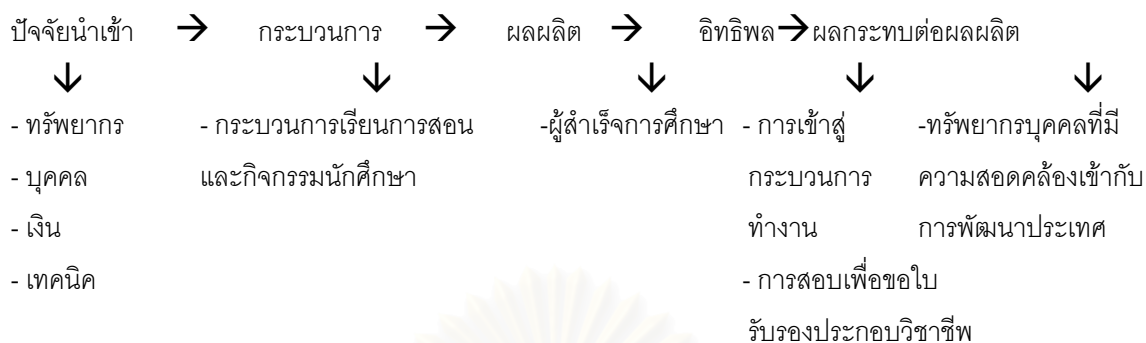 ปัจจัยนำเข้า → กระบวนการ → ผลผลิต → อิทธิพล → ผลกระทบต่อผลผลิต
↓ ↓ ↓ ↓ ↓
- ทรัพยากร - กระบวนการเรียนการสอน -ผู้สำเร็จการศึกษา - การเข้าสู่ -ทรัพยากรบุคคลที่มี
- บุคคล และกิจกรรมนักศึกษา กระบวนการ ความสอดคล้องเข้ากับ
- เงิน ทำงาน การพัฒนาประเทศ
- เทคนิค - การสอบเพื่อขอใบ
รับรองประกอบวิชาชีพ